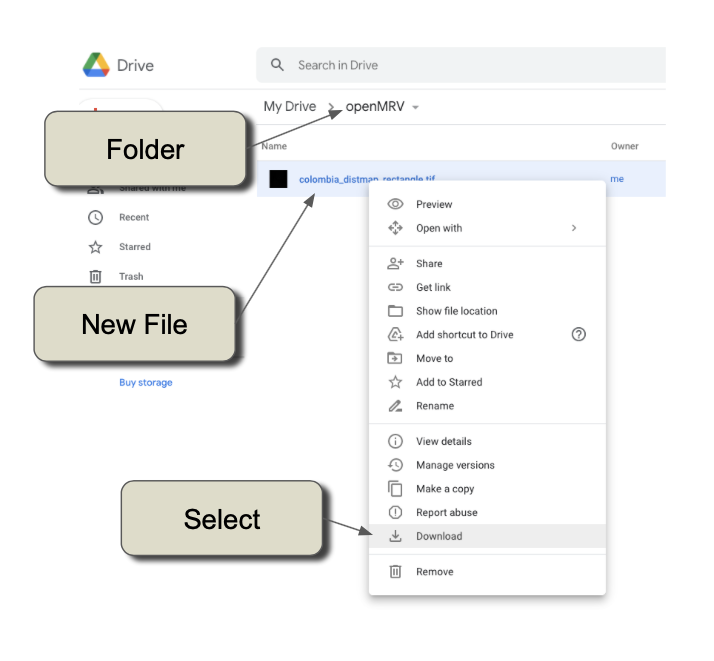 Drive
Search in Drive
My Drive > openMRV
Folder
Name
Owner
colombia_distmap_rectangle.tif
me
Shared with me
Recent
Starred
Trash
New File
Buy storage
Preview
Open with
Share
Get link
Show file location
Add shortcut to Drive
Move to
Add to Starred
Rename
View details
Manage versions
Make a copy
Report abuse
Select
Download
Remove